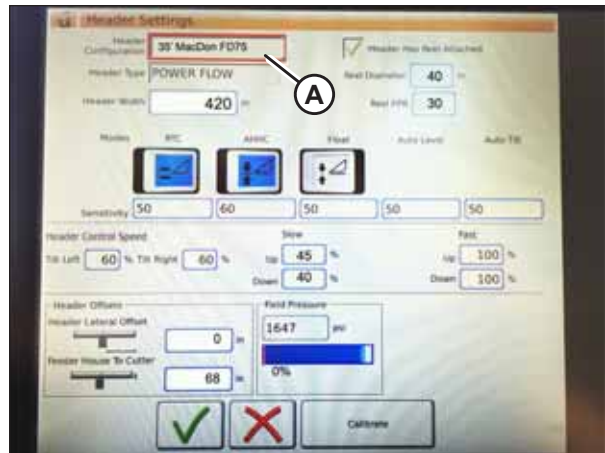 Header Settings
Header Configuration 35' MacDon FD75 Header Has Reel Attached
A
Header Type POWER FLOW Reel Diameter 40 in
Header Width 420 in Reel PPR 30
Modes RTC AHHC Float Auto Level Auto Tilt
Sensitivity 50 60 50 50 50
Header Control Speed Slow Fast
Tilt Left 60 % Tilt Right 60 % Up 45 % Up 100 %
Down 40 % Down 100 %
Header Offsets Field Pressure
Header Lateral Offset 0 in 1647 psi
Feeder House To Cutter 68 in 0%
Calibrate